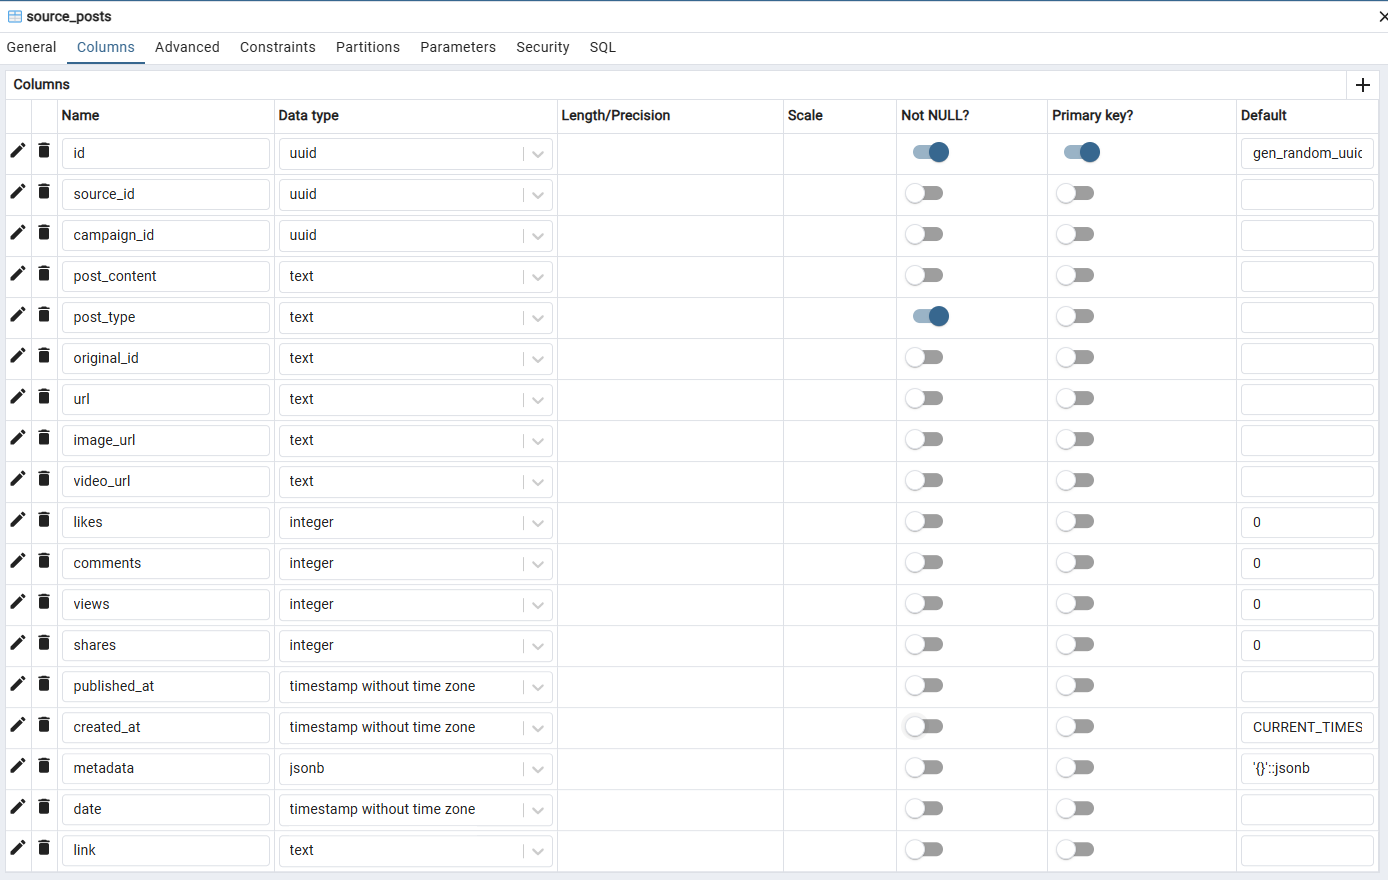 source_posts
General Columns Advanced Constraints Partitions Parameters Security SQL
Columns
Name Data type Length/Precision Scale Not NULL? Primary key? Default
id uuid gen_random_uuid
source_id uuid
campaign_id uuid
post_content text
post_type text
original_id text
url text
image_url text
video_url text
likes integer 0
comments integer 0
views integer 0
shares integer 0
published_at timestamp without time zone
created_at timestamp without time zone CURRENT_TIMES
metadata jsonb '{}'::jsonb
date timestamp without time zone
link text